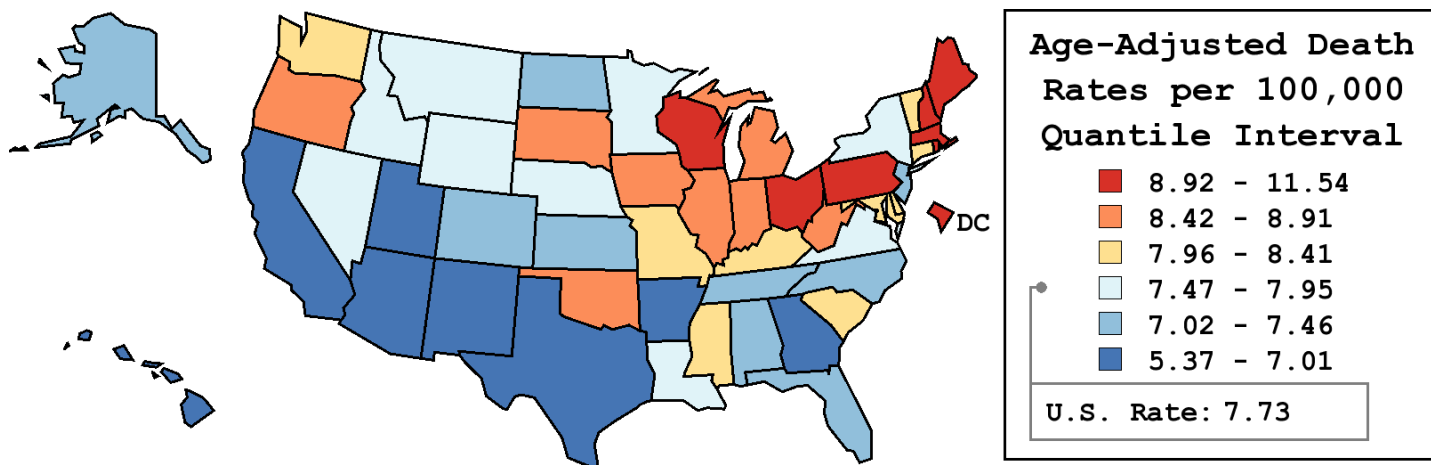 Age-Adjusted Death
Rates per 100,000
Quantile Interval
8.92 - 11.54
8.42 - 8.91
7.96 - 8.41
DC
7.47 - 7.95
7.02 - 7.46
5.37 - 7.01
U.S. Rate: 7.73